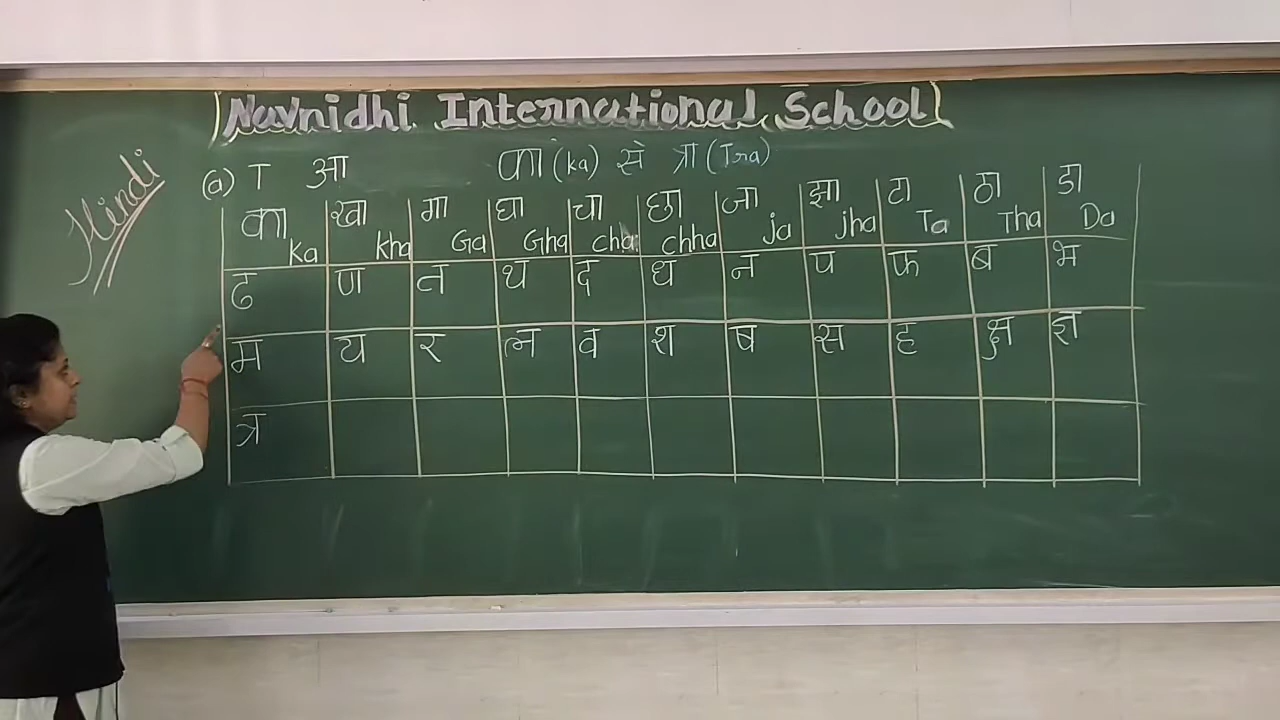 Navnidhi International School
Hindi
(a) ा आ का (ka) से त्रा (Tra)
का ka खा kha गा Ga घा Gha चा cha छा chha जा ja झा jha टा Ta ठा Tha डा Da
ढ ण त थ द ध न प फ ब भ
म य र ल व श ष स ह क्ष ज्ञ
त्र